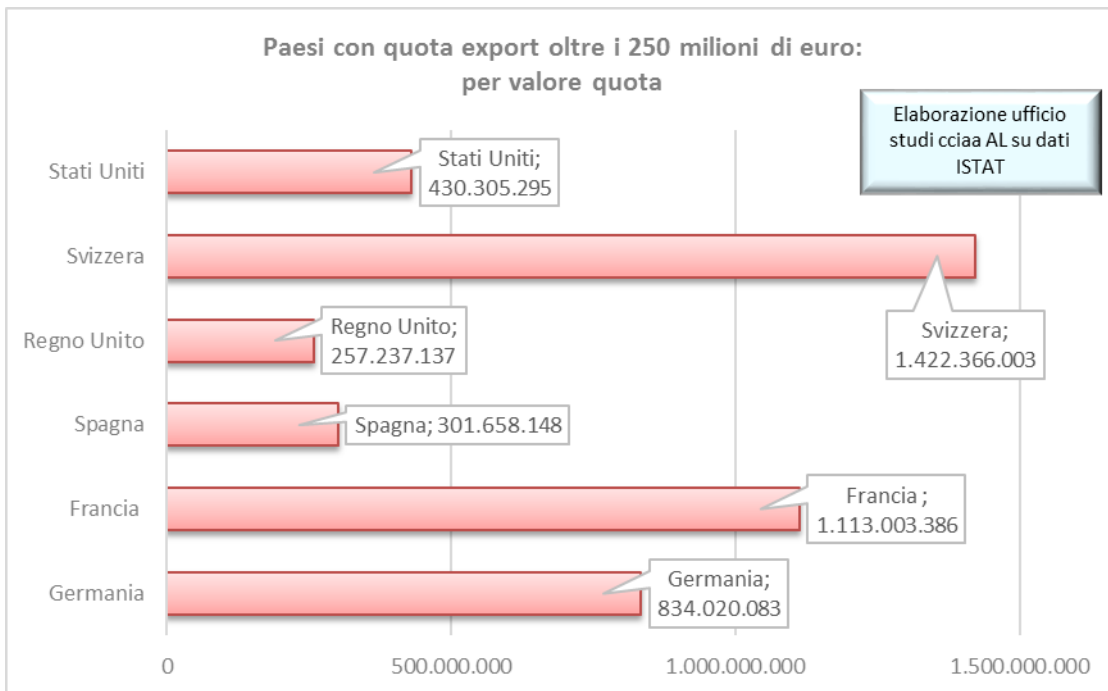 Paesi con quota export oltre i 250 milioni di euro:
per valore quota
Elaborazione ufficio
studi cciaa AL su dati
ISTAT
Stati Uniti
Stati Uniti;
430.305.295
Svizzera
Svizzera;
1.422.366.003
Regno Unito
Regno Unito;
257.237.137
Spagna
Spagna; 301.658.148
Francia
Francia ;
1.113.003.386
Germania
Germania;
834.020.083
0
500.000.000
1.000.000.000
1.500.000.000